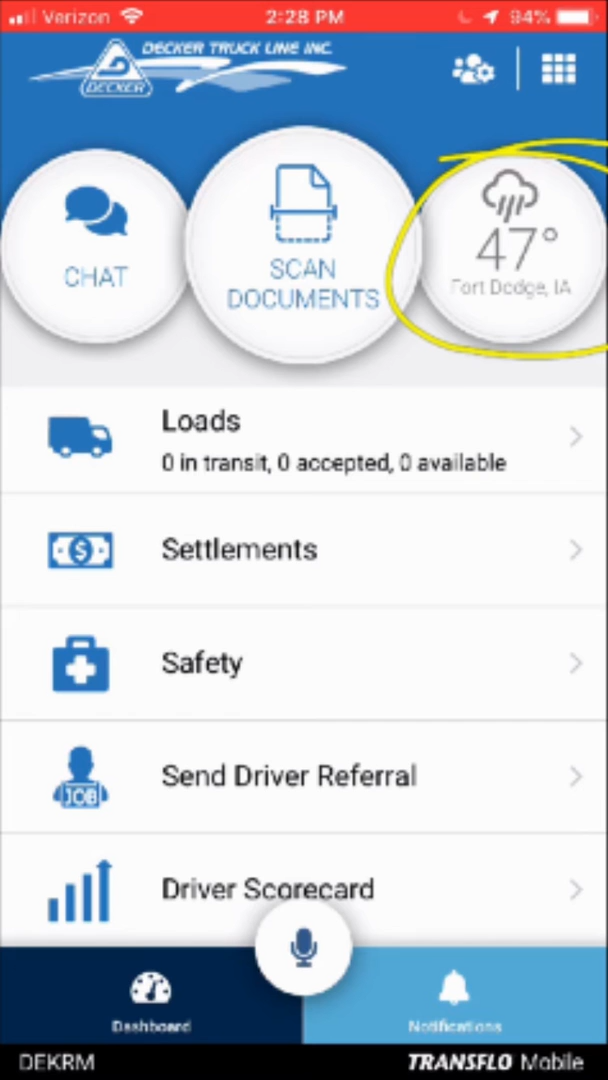 Verizon 2:28 PM 94%
DECKER TRUCK LINE INC.
DECKER
CHAT
SCAN
DOCUMENTS
47°
Fort Dodge, IA
Loads
0 in transit, 0 accepted, 0 available
Settlements
Safety
JOB
Send Driver Referral
Driver Scorecard
Dashboard
Notifications
DEKRM
TRANSFLO Mobile